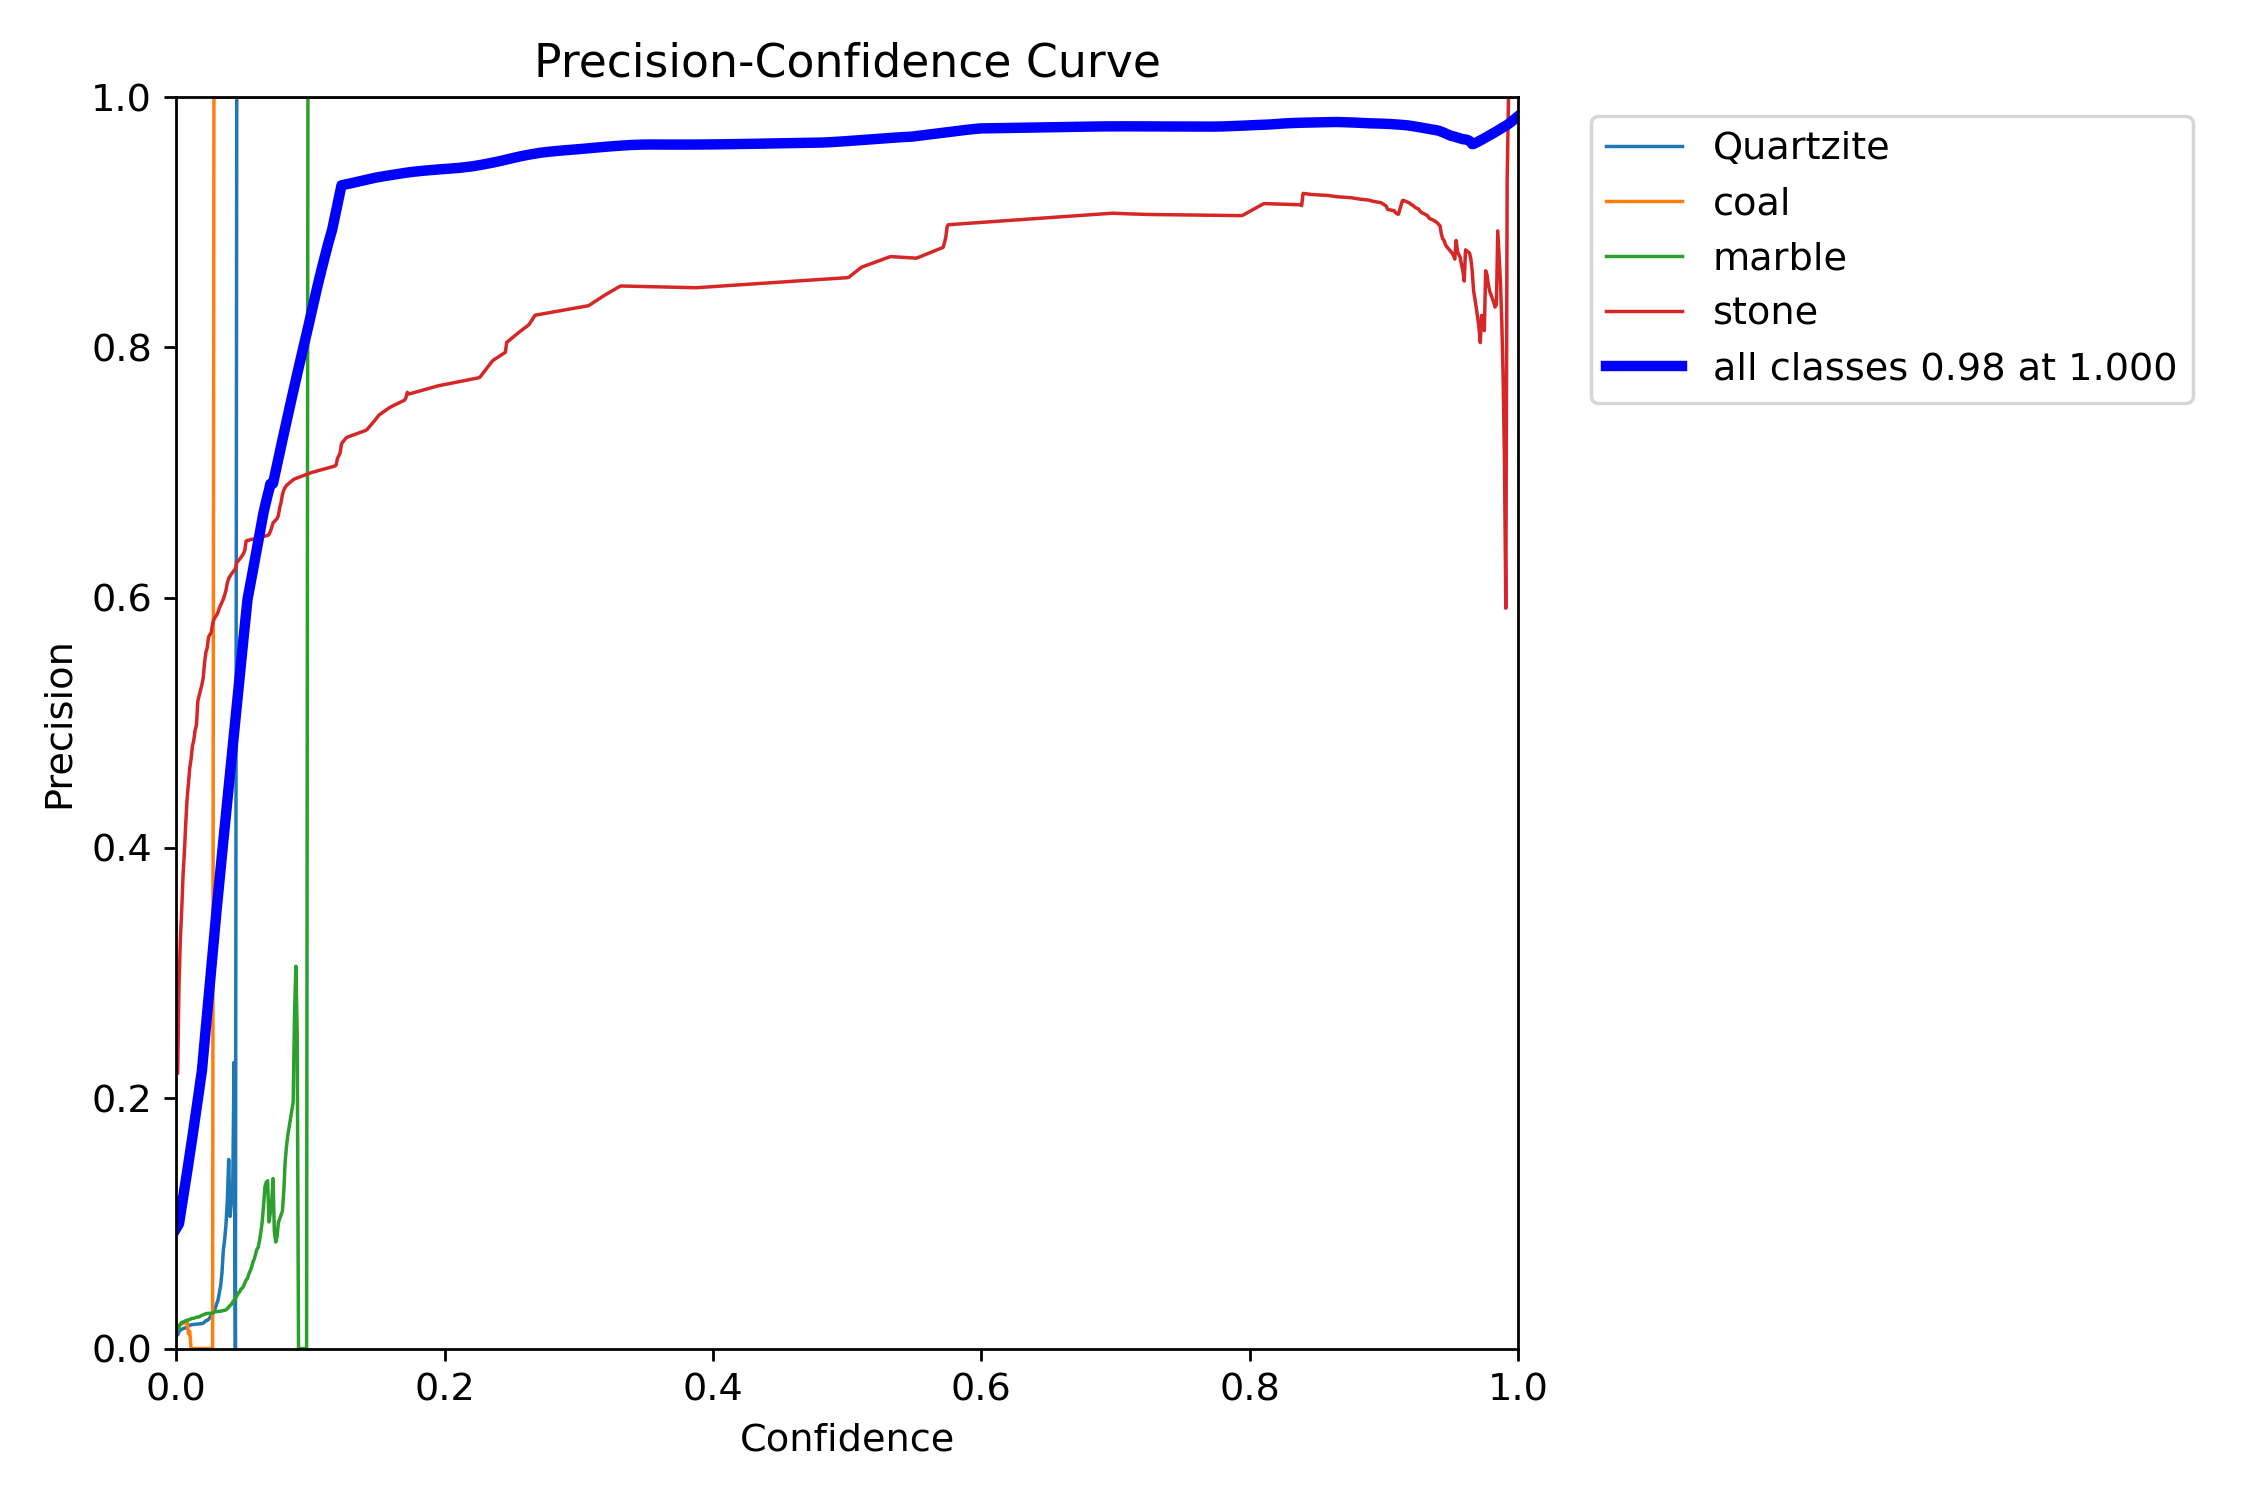 Precision-Confidence Curve
1.0
0.8
0.6
0.4
0.2
0.0
Precision
0.0 0.2 0.4 0.6 0.8 1.0
Confidence
Quartzite
coal
marble
stone
all classes 0.98 at 1.000